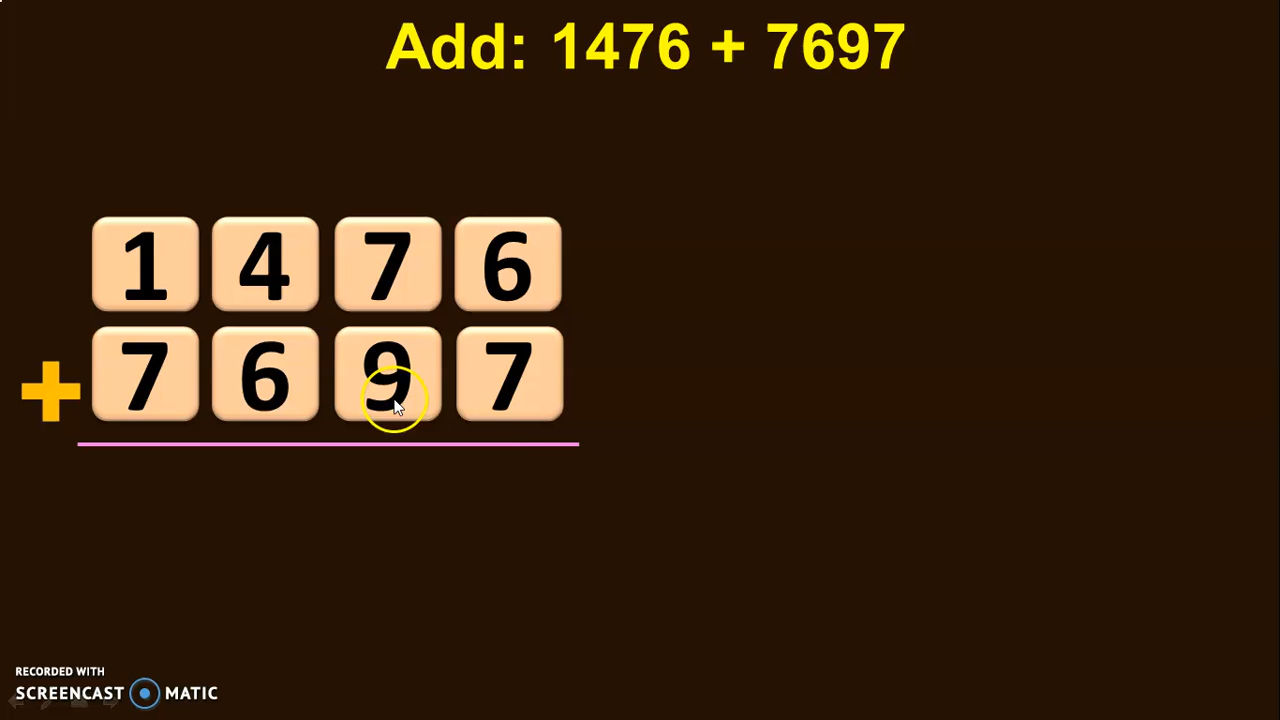 Add: 1476 + 7697
1 4 7 6
+ 7 6 9 7
RECORDED WITH
SCREENCAST MATIC